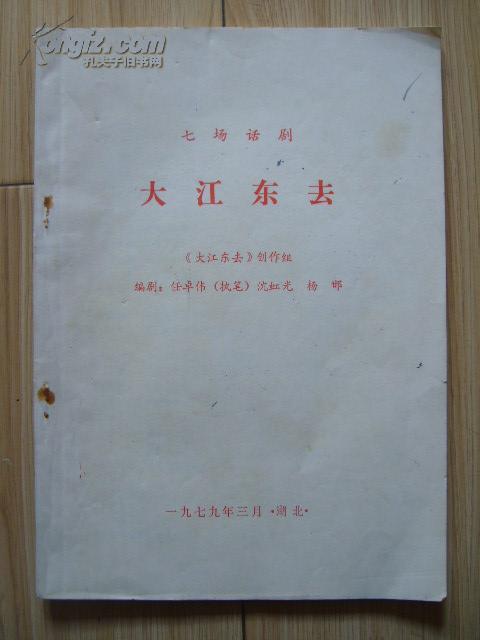 kongfz.com
孔夫子旧书网
七场话剧
大江东去
《大江东去》创作组
编剧：任卓伟（执笔）沈虹光 杨邯
一九七九年三月·湖北·